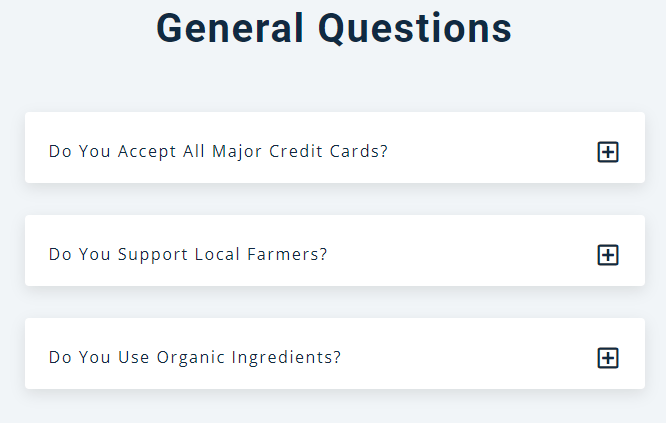 General Questions
Do You Accept All Major Credit Cards?
Do You Support Local Farmers?
Do You Use Organic Ingredients?